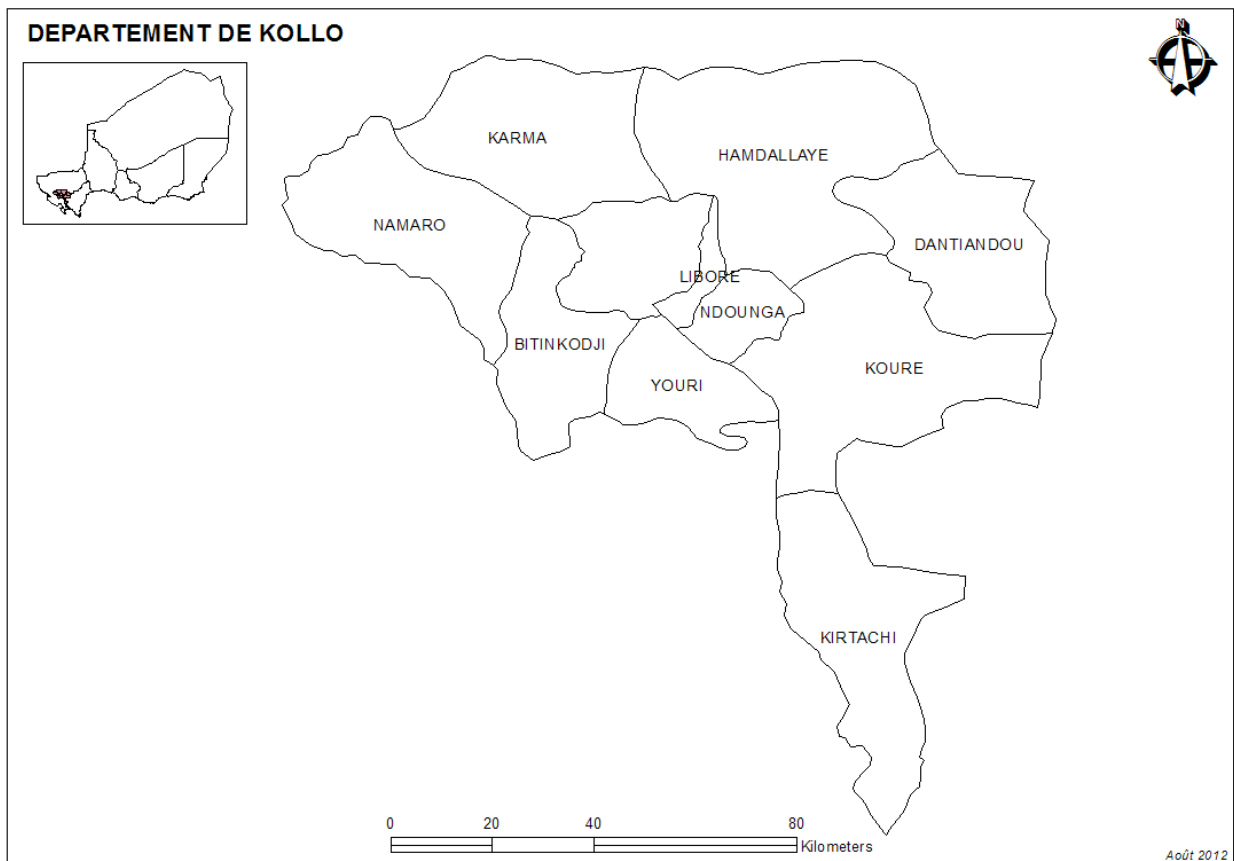 DEPARTEMENT DE KOLLO
N
KARMA
HAMDALLAYE
NAMARO
DANTIANDOU
LIBORE
NDOUNGA
BITINKODJI
KOURE
YOURI
KIRTACHI
0 20 40 80
Kilometers
Août 2012